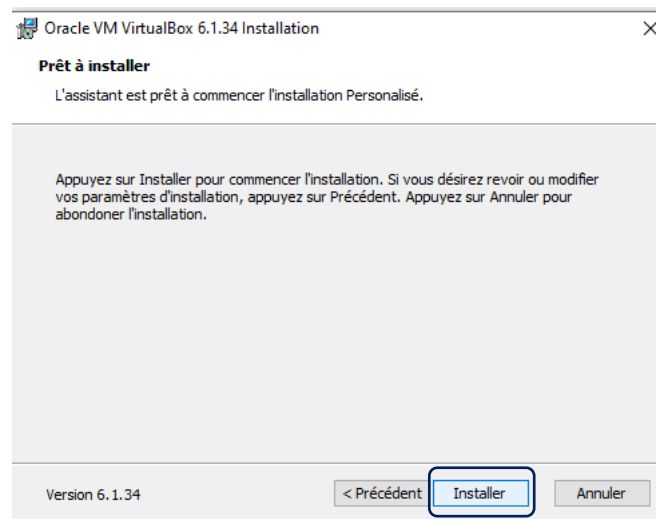 Oracle VM VirtualBox 6.1.34 Installation
Prêt à installer
L'assistant est prêt à commencer l'installation Personalisé.
Appuyez sur Installer pour commencer l'installation. Si vous désirez revoir ou modifier
vos paramètres d'installation, appuyez sur Précédent. Appuyez sur Annuler pour
abondoner l'installation.
Version 6.1.34
< Précédent
Installer
Annuler